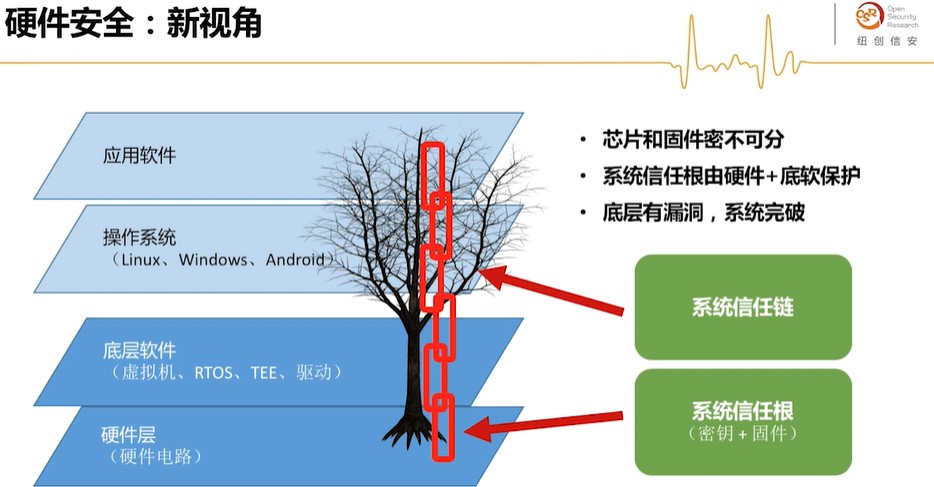 硬件安全：新视角
OSR
Open
Security
Research
纽创信安
应用软件
操作系统
（Linux、Windows、Android）
底层软件
（虚拟机、RTOS、TEE、驱动）
硬件层
（硬件电路）
• 芯片和固件密不可分
• 系统信任根由硬件+底软保护
• 底层有漏洞，系统完破
系统信任链
系统信任根
（密钥+固件）